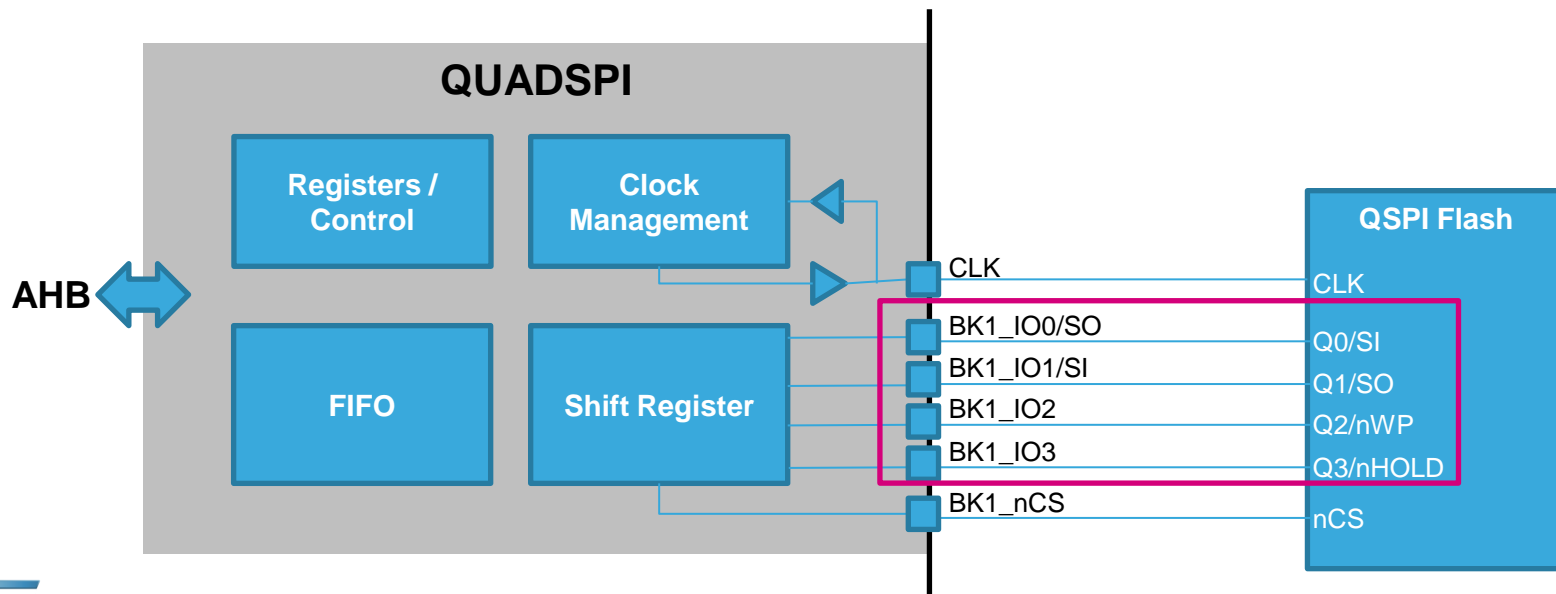 QUADSPI
Registers /
Control
Clock
Management
AHB
FIFO
Shift Register
CLK
BK1_IO0/SO
BK1_IO1/SI
BK1_IO2
BK1_IO3
BK1_nCS
QSPI Flash
CLK
Q0/SI
Q1/SO
Q2/nWP
Q3/nHOLD
nCS